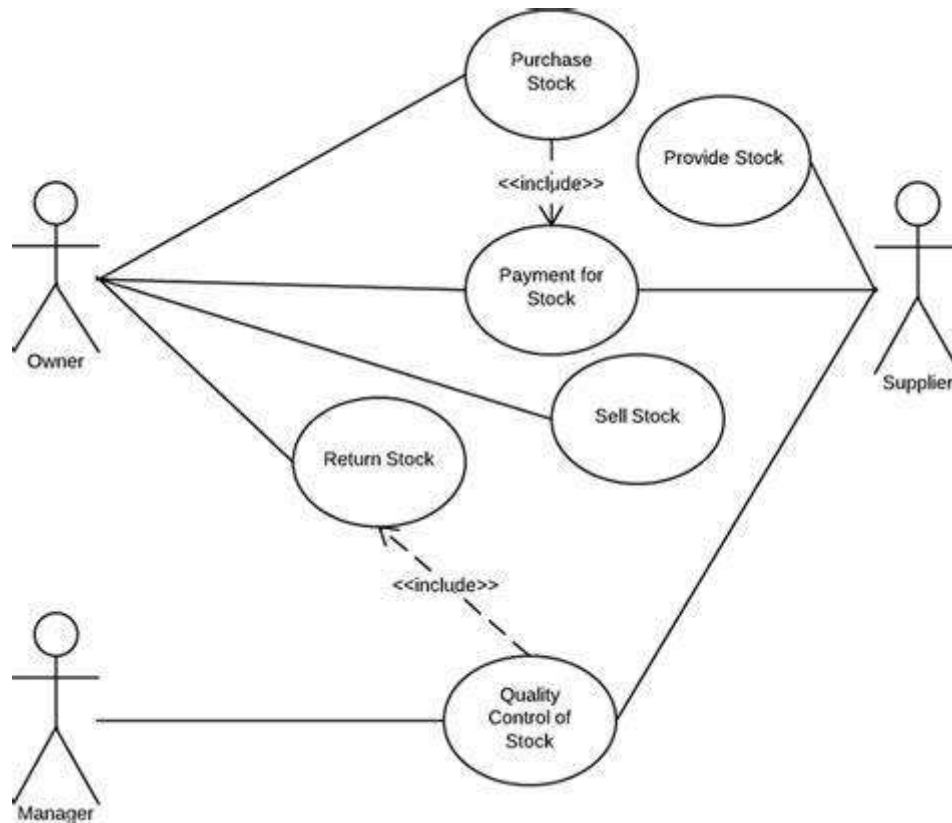 Purchase
Stock
Provide Stock
<<include>>
Payment for
Stock
Owner
Supplier
Sell Stock
Return Stock
<<include>>
Quality
Control of
Stock
Manager